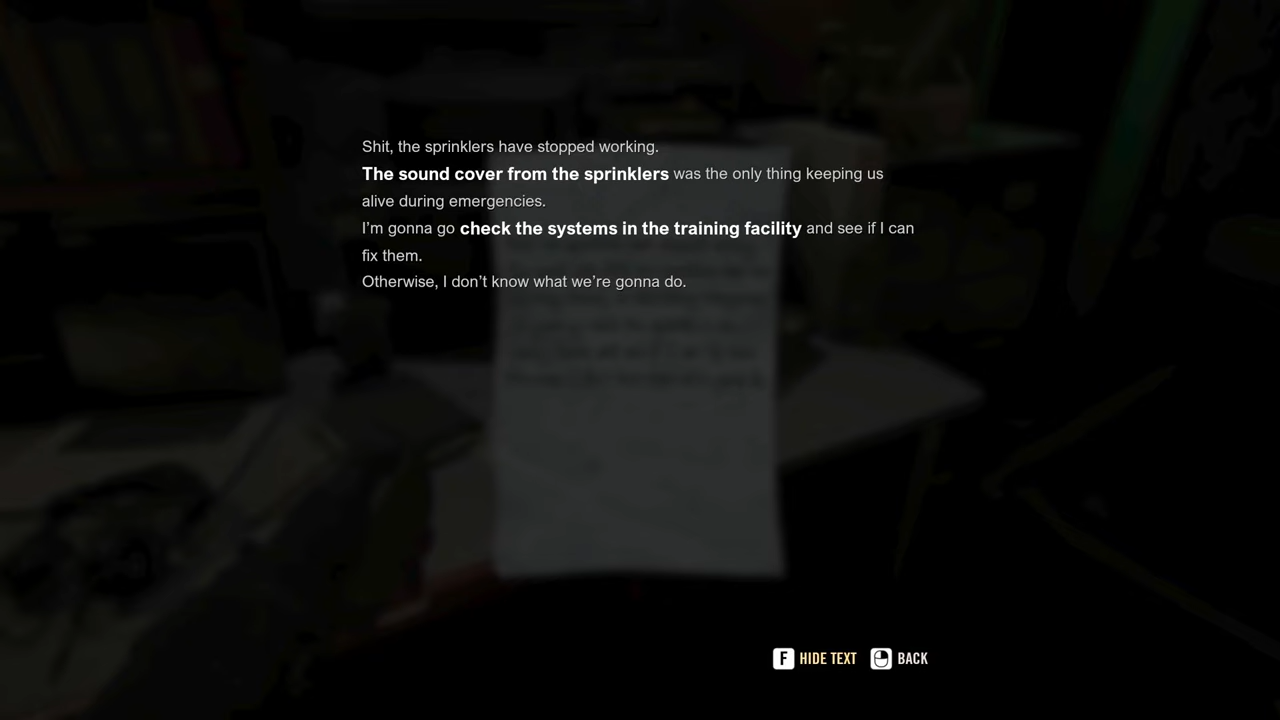 Shit, the sprinklers have stopped working.
The sound cover from the sprinklers was the only thing keeping us
alive during emergencies.
I'm gonna go check the systems in the training facility and see if I can
fix them.
Otherwise, I don't know what we're gonna do.
F HIDE TEXT BACK